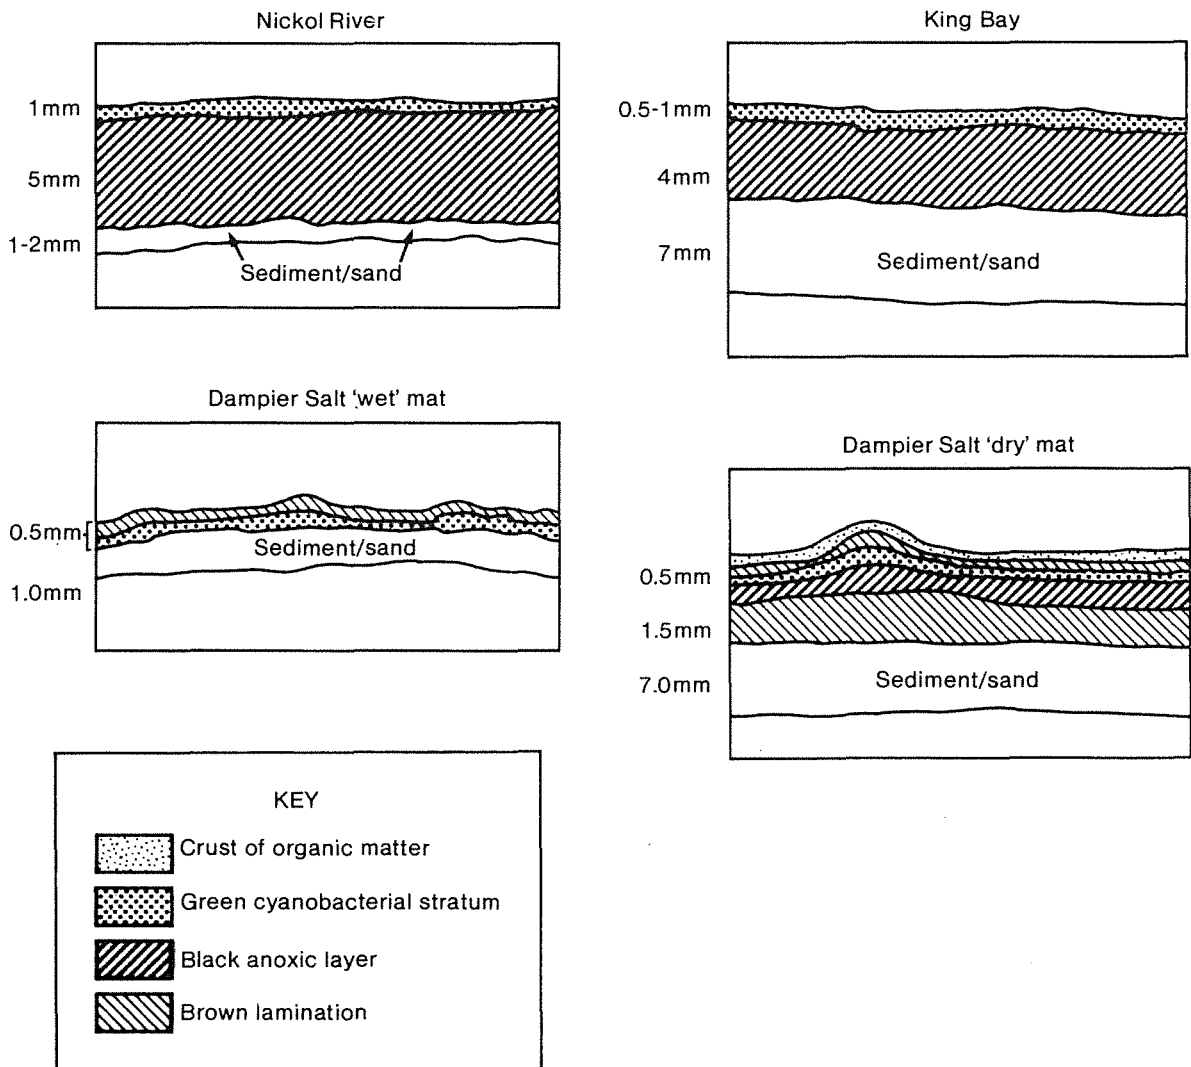 Nickol River
1mm
5mm
1-2mm
Sediment/sand
King Bay
0.5-1mm
4mm
7mm
Sediment/sand
Dampier Salt 'wet' mat
0.5mm
1.0mm
Sediment/sand
Dampier Salt 'dry' mat
0.5mm
1.5mm
7.0mm
Sediment/sand
KEY
Crust of organic matter
Green cyanobacterial stratum
Black anoxic layer
Brown lamination